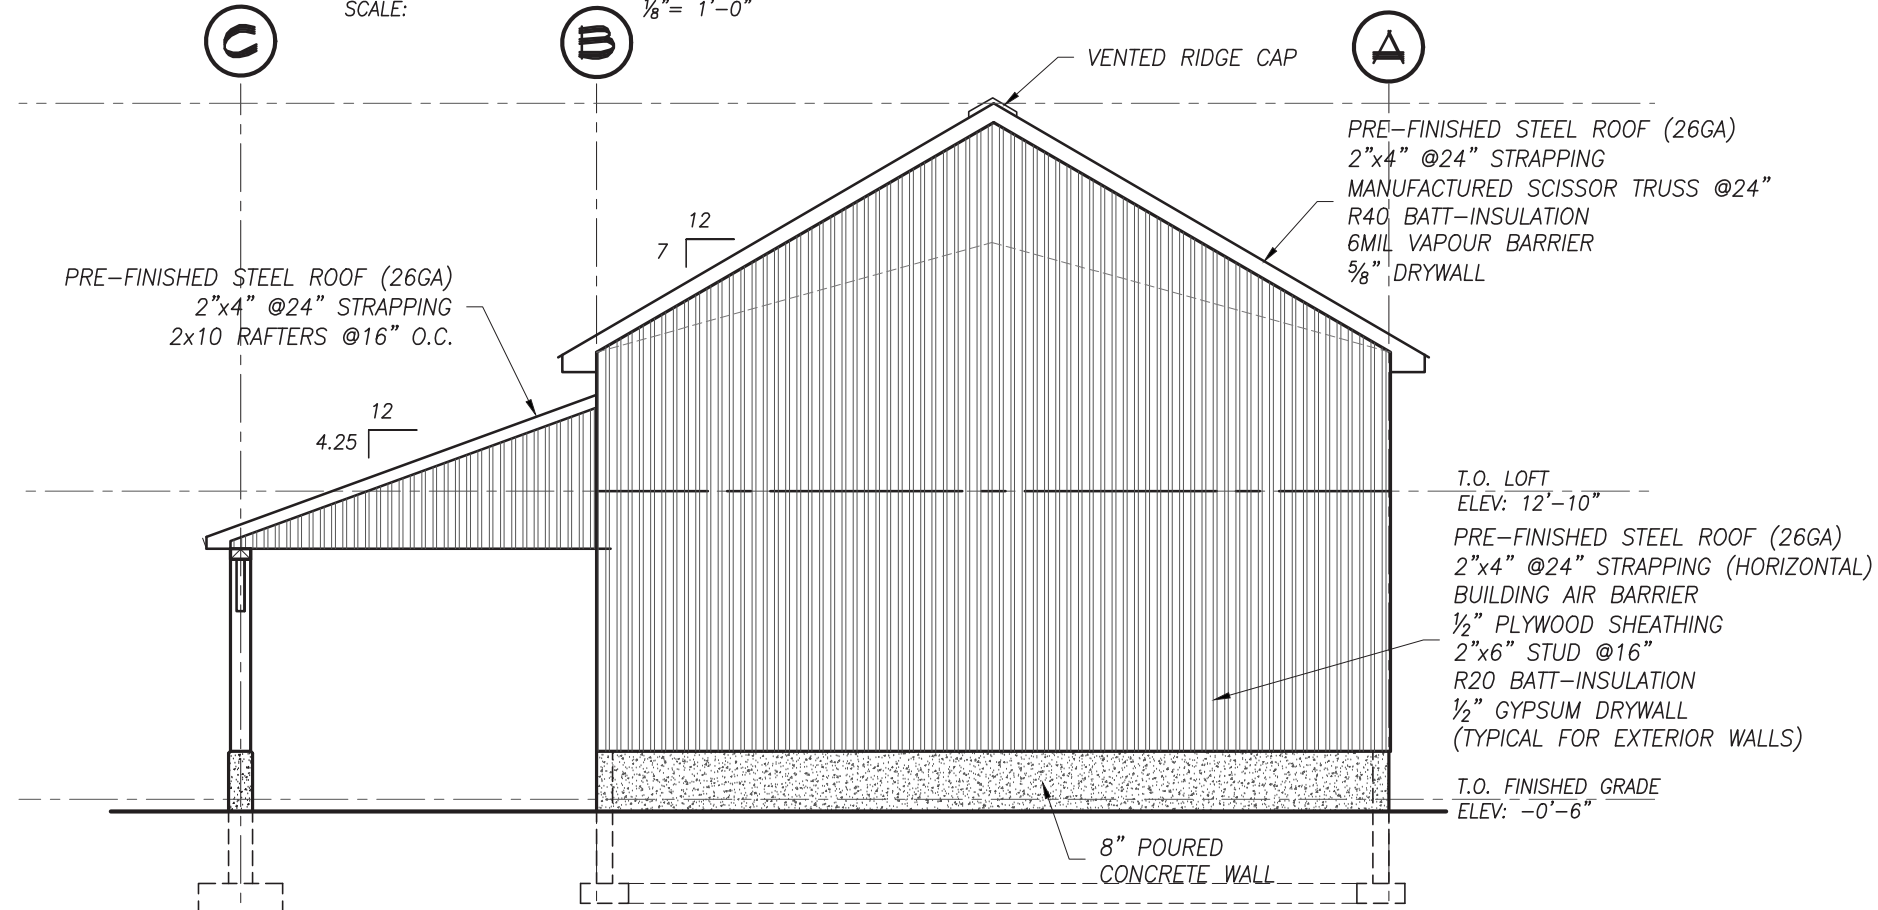 SCALE: ⅛"= 1'-0"
C
B
A
VENTED RIDGE CAP
PRE-FINISHED STEEL ROOF (26GA)
2"x4" @24" STRAPPING
MANUFACTURED SCISSOR TRUSS @24"
R40 BATT-INSULATION
6MIL VAPOUR BARRIER
⅝" DRYWALL
12
7
PRE-FINISHED STEEL ROOF (26GA)
2"x4" @24" STRAPPING
2x10 RAFTERS @16" O.C.
12
4.25
T.O. LOFT
ELEV: 12'-10"
PRE-FINISHED STEEL ROOF (26GA)
2"x4" @24" STRAPPING (HORIZONTAL)
BUILDING AIR BARRIER
½" PLYWOOD SHEATHING
2"x6" STUD @16"
R20 BATT-INSULATION
½" GYPSUM DRYWALL
(TYPICAL FOR EXTERIOR WALLS)
T.O. FINISHED GRADE
ELEV: -0'-6"
8" POURED
CONCRETE WALL